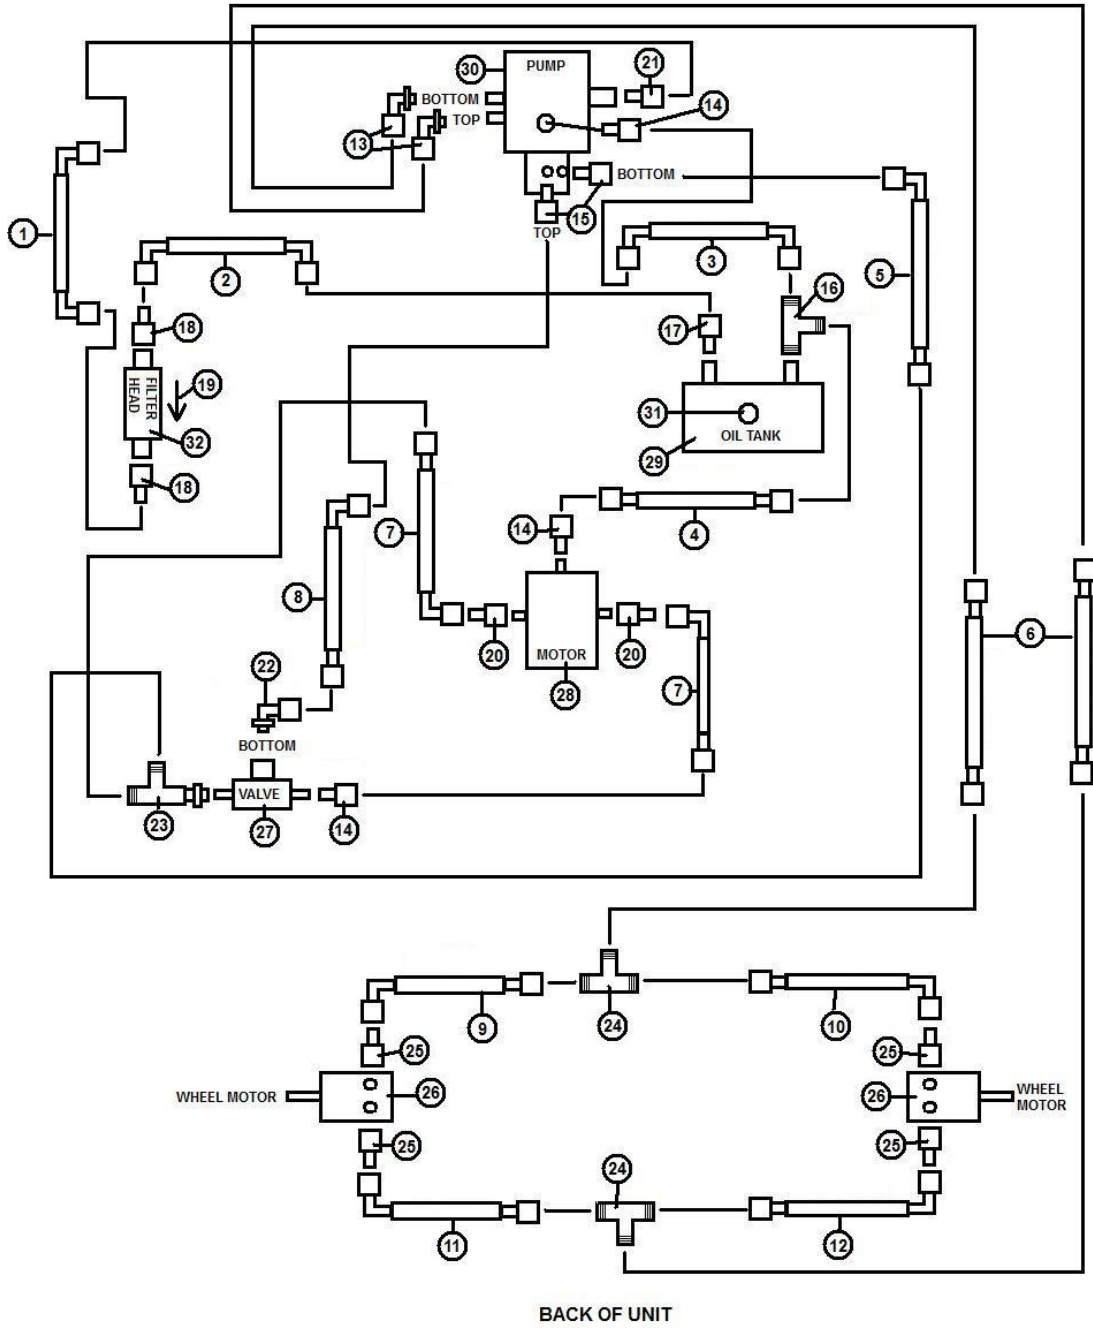 PUMP
30
21
BOTTOM
14
TOP
13
BOTTOM
15
TOP
1
2
3
5
16
18
17
FILTER
HEAD
19
31
OIL TANK
32
29
18
7
14
4
8
6
20
MOTOR
20
22
28
7
BOTTOM
VALVE
23
27
14
9
24
10
25
25
WHEEL MOTOR
26
26
WHEEL
MOTOR
25
25
24
11
12
BACK OF UNIT